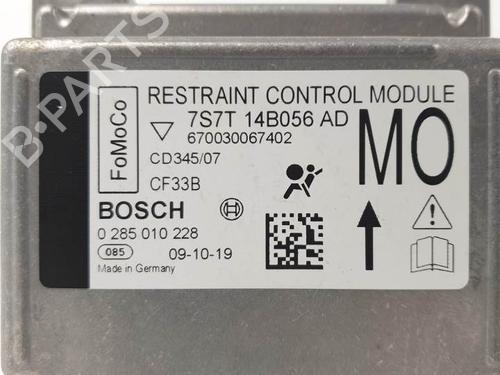 RESTRAINT CONTROL MODULE
FoMoCo
7S7T 14B056 AD
670030067402
CD345/07
CF33B
MO
BOSCH
0 285 010 228
085
09-10-19
Made in Germany
B-PARTS